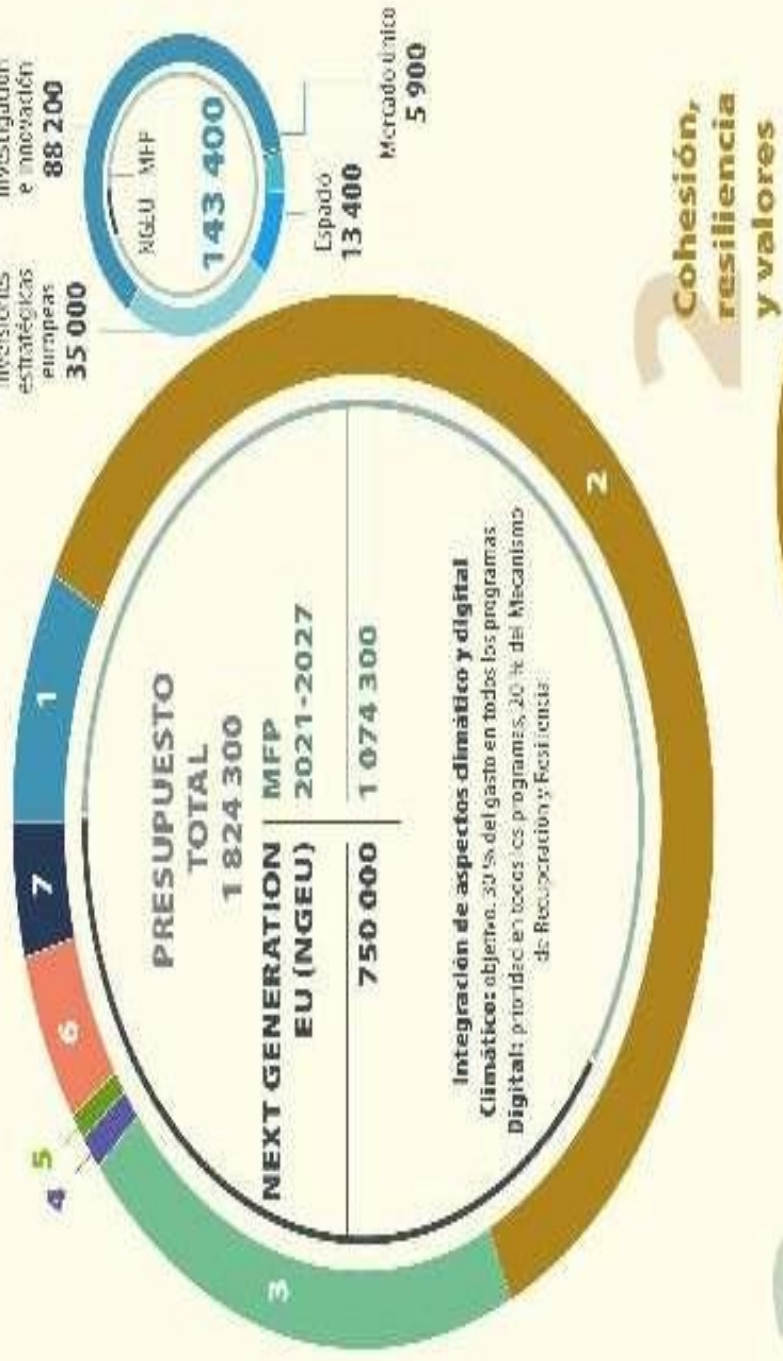 Inversiones
estratégicas
europeas
35 000
Investigación
e innovación
88 200
NGEU MFP
143 400
Espacio
13 400
Mercado único
5 900
1
2
3
4
5
6
7
PRESUPUESTO
TOTAL
1 824 300
NEXT GENERATION
EU (NGEU)
750 000
MFP
2021-2027
1 074 300
Integración de aspectos climático y digital
Climático: objetivo, 30 % del gasto en todos los programas
Digital: prioridad en todos los programas, 20 % del Mecanismo
de Recuperación y Resiliencia
2
Cohesión,
resiliencia
y valores